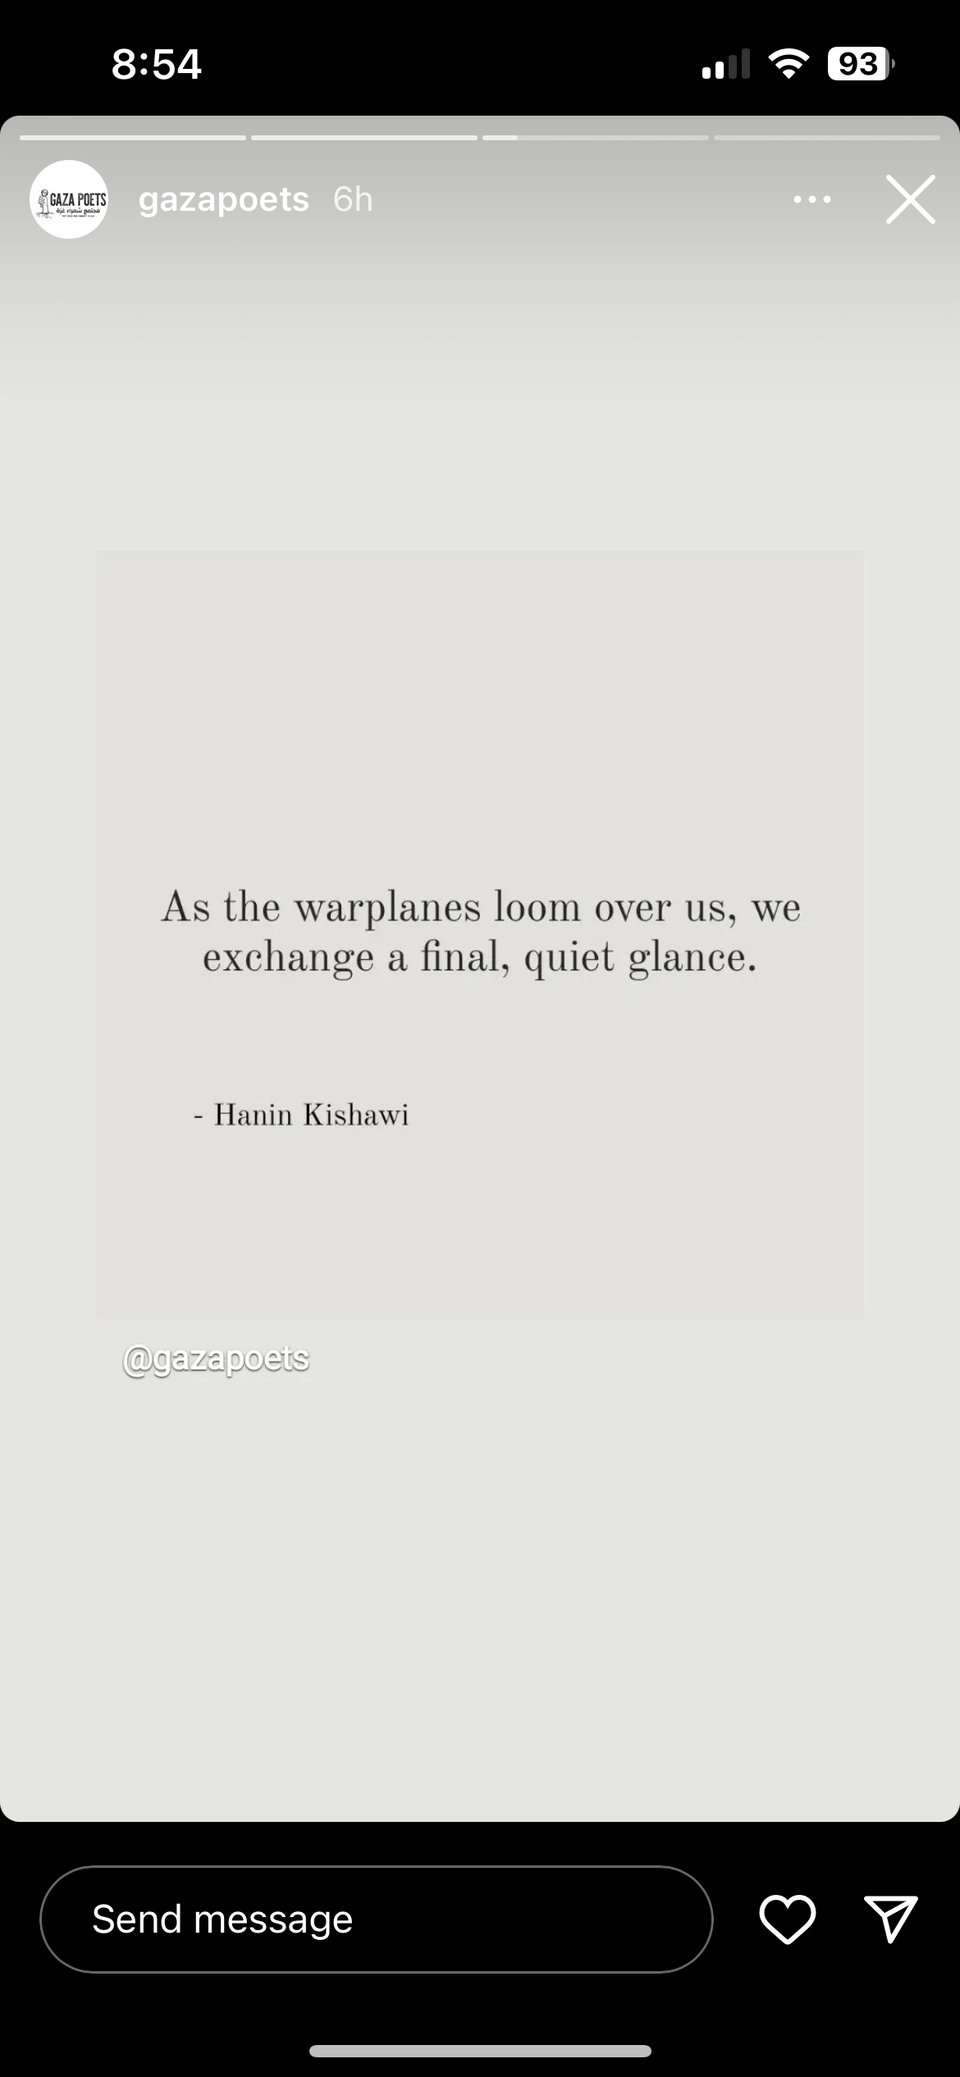 8:54
93
GAZA POETS
gazapoets 6h
As the warplanes loom over us, we
exchange a final, quiet glance.
- Hanin Kishawi
@gazapoets
Send message